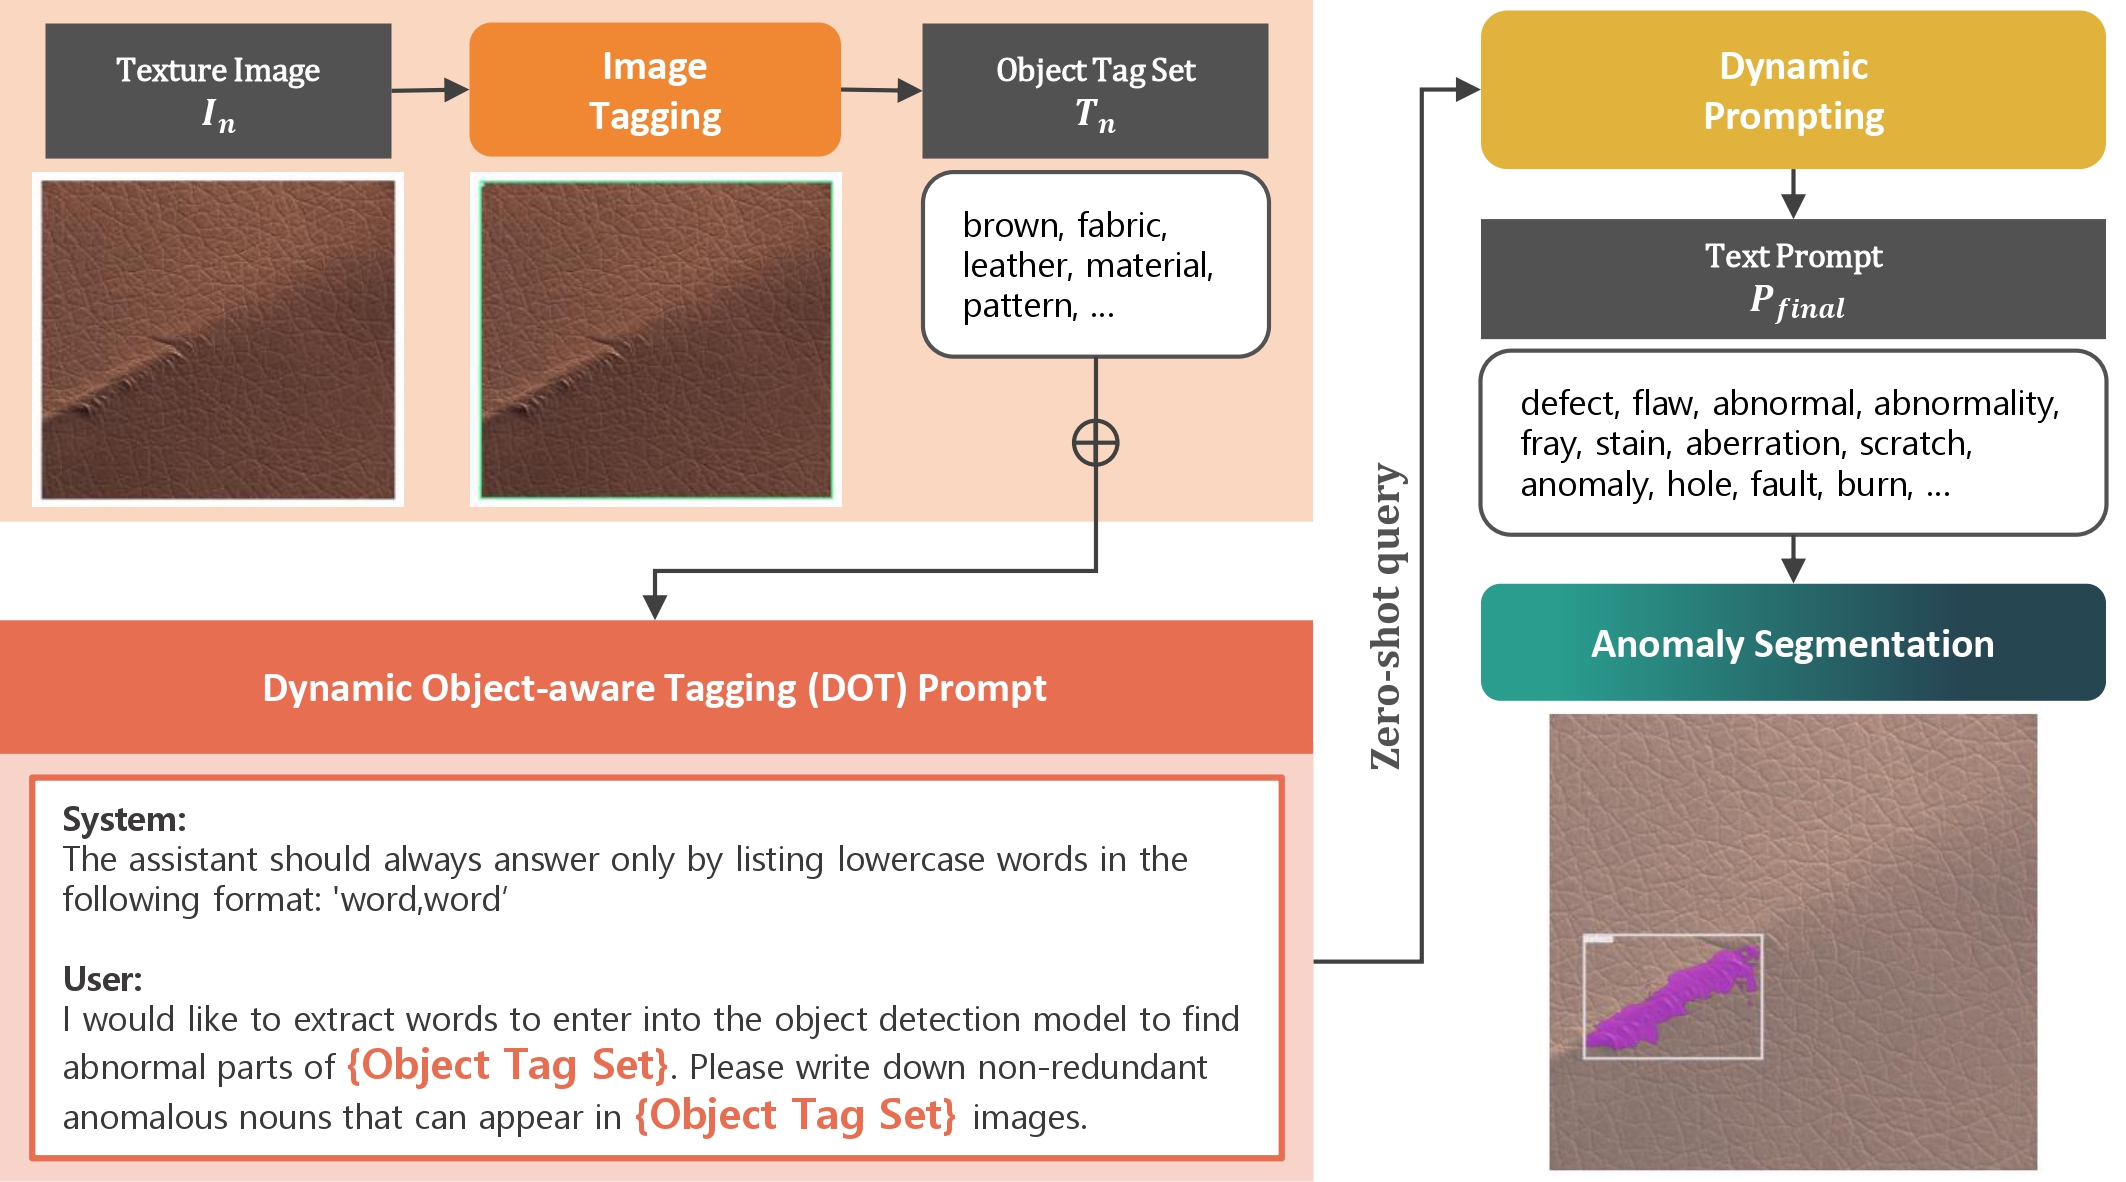 Texture Image
I_n
Image
Tagging
Object Tag Set
T_n
brown, fabric,
leather, material,
pattern, ...
Dynamic Object-aware Tagging (DOT) Prompt
System:
The assistant should always answer only by listing lowercase words in the
following format: 'word,word‘
User:
I would like to extract words to enter into the object detection model to find
abnormal parts of {Object Tag Set}. Please write down non-redundant
anomalous nouns that can appear in {Object Tag Set} images.
Zero-shot query
Dynamic
Prompting
Text Prompt
P_final
defect, flaw, abnormal, abnormality,
fray, stain, aberration, scratch,
anomaly, hole, fault, burn, ...
Anomaly Segmentation